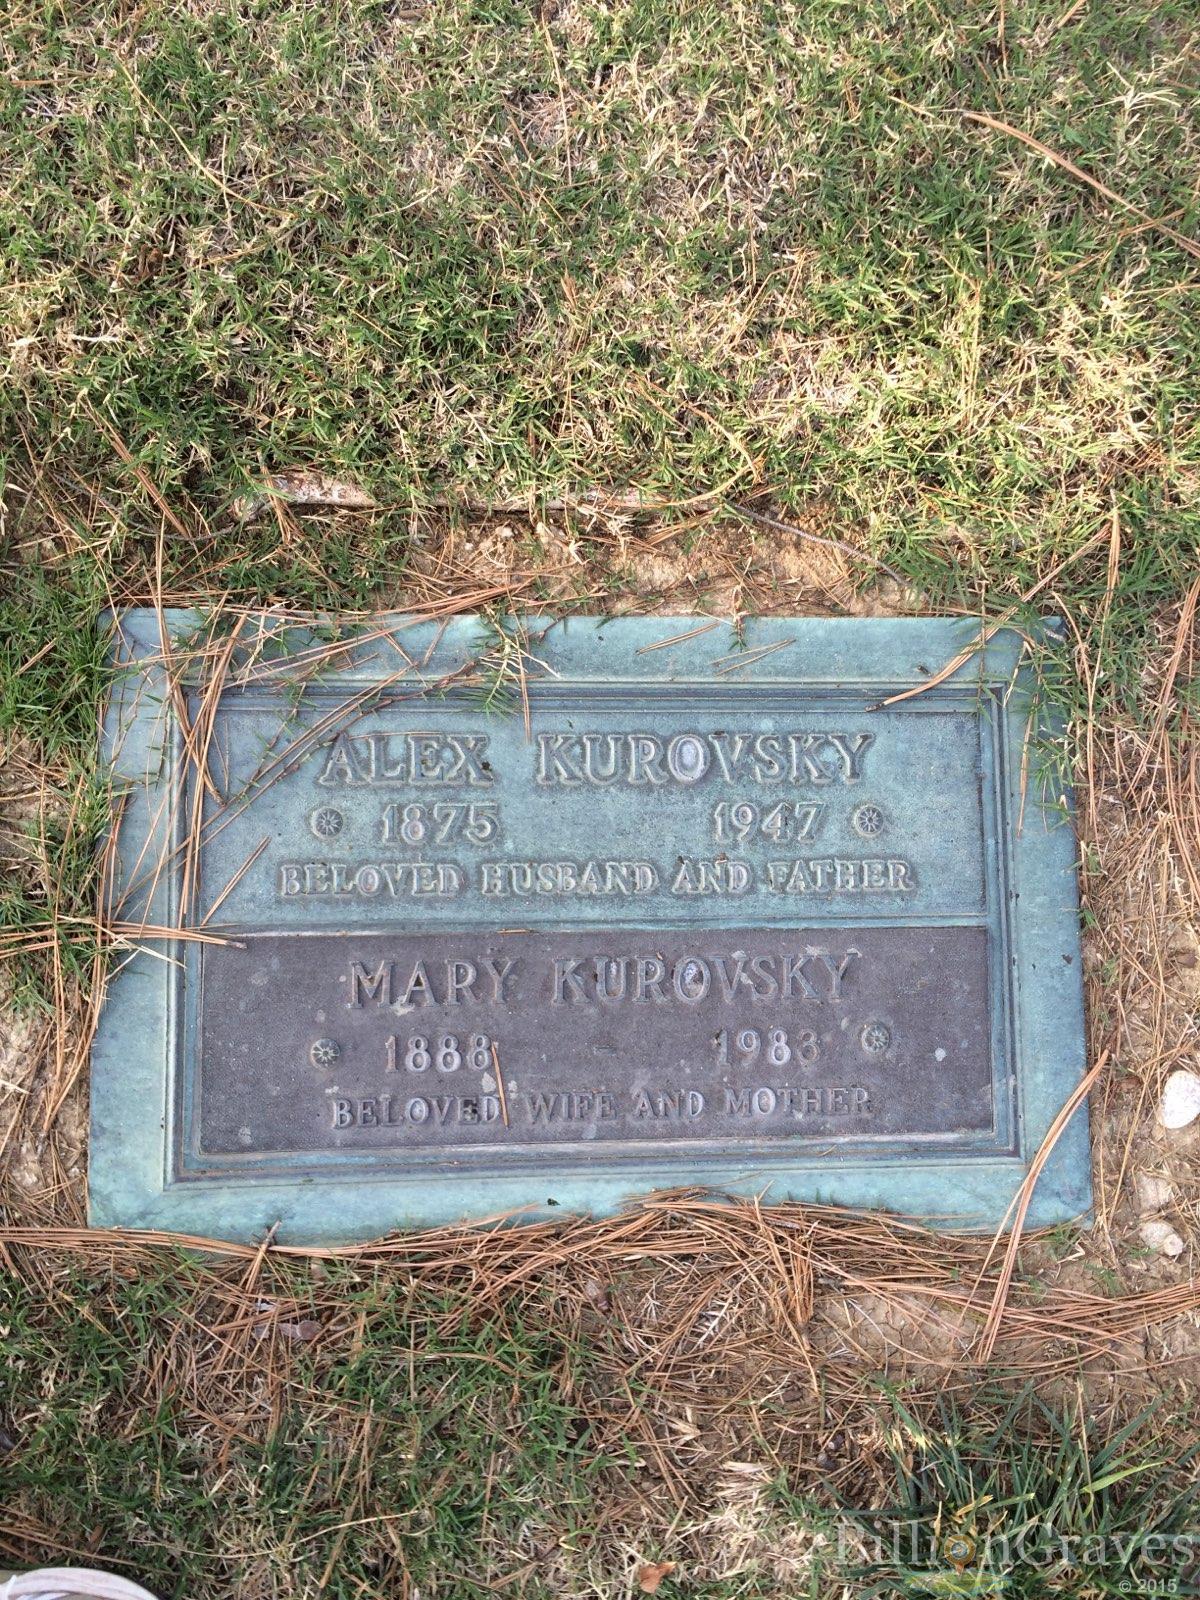 ALEX KUROVSKY
1875 1947
BELOVED HUSBAND AND FATHER
MARY KUROVSKY
1888 - 1983
BELOVED WIFE AND MOTHER
BillionGraves
© 2015